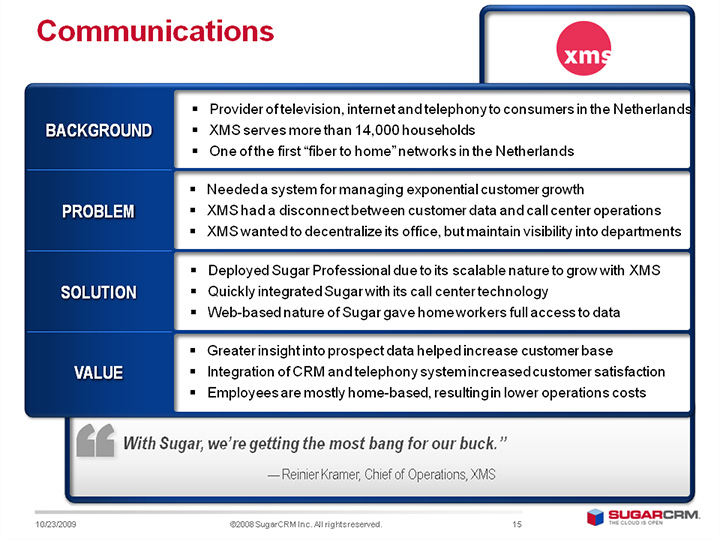 Communications
xms
BACKGROUND
▪ Provider of television, internet and telephony to consumers in the Netherlands
▪ XMS serves more than 14,000 households
▪ One of the first “fiber to home” networks in the Netherlands
PROBLEM
▪ Needed a system for managing exponential customer growth
▪ XMS had a disconnect between customer data and call center operations
▪ XMS wanted to decentralize its office, but maintain visibility into departments
SOLUTION
▪ Deployed Sugar Professional due to its scalable nature to grow with XMS
▪ Quickly integrated Sugar with its call center technology
▪ Web-based nature of Sugar gave home workers full access to data
VALUE
▪ Greater insight into prospect data helped increase customer base
▪ Integration of CRM and telephony system increased customer satisfaction
▪ Employees are mostly home-based, resulting in lower operations costs
“ With Sugar, we’re getting the most bang for our buck.”
— Reinier Kramer, Chief of Operations, XMS
10/23/2009 ©2008 SugarCRM Inc. All rights reserved. 15
SUGARCRM.
THE CLOUD IS OPEN